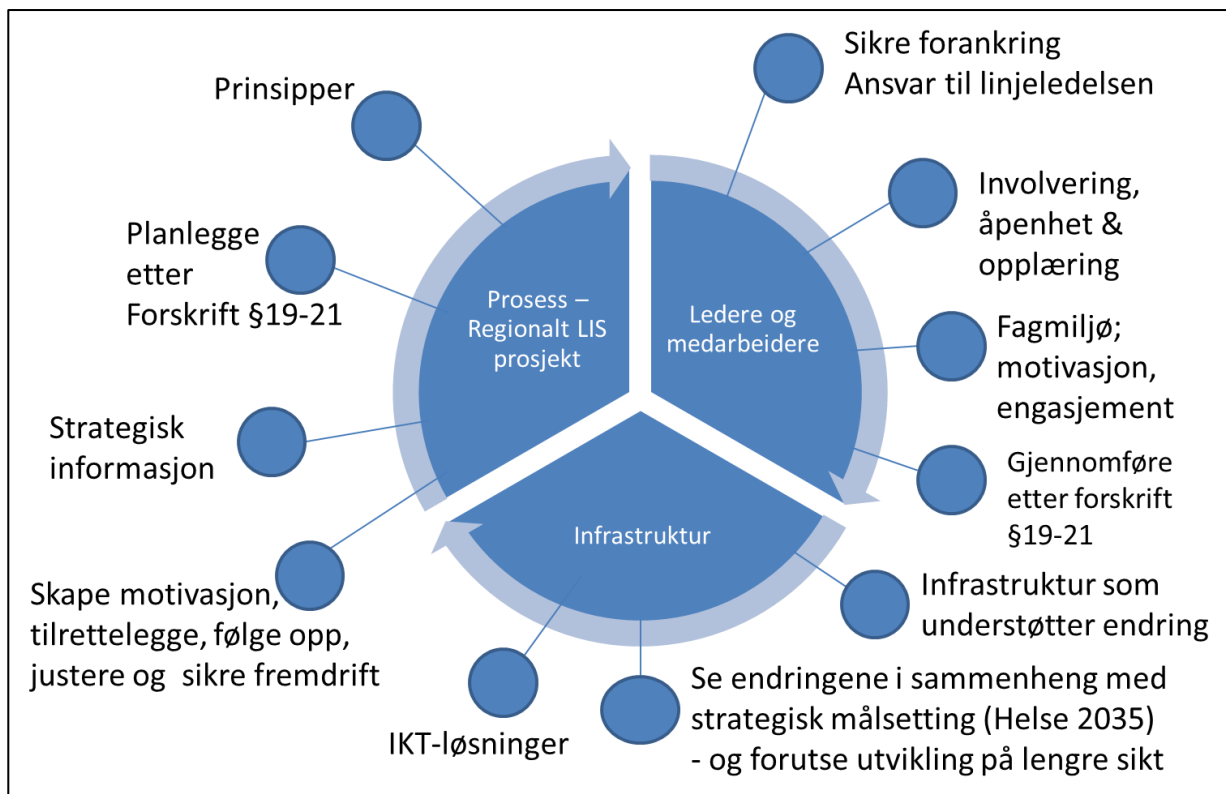 Prinsipper
Planlegge
etter
Forskrift §19-21
Strategisk
informasjon
Skape motivasjon,
tilrettelegge, følge opp,
justere og  sikre fremdrift
Prosess –
Regionalt LIS
prosjekt
Ledere og
medarbeidere
Infrastruktur
Sikre forankring
Ansvar til linjeledelsen
Involvering,
åpenhet &
opplæring
Fagmiljø;
motivasjon,
engasjement
Gjennomføre
etter forskrift
§19-21
Infrastruktur som
understøtter endring
Se endringene i sammenheng med
strategisk målsetting (Helse 2035)
- og forutse utvikling på lengre sikt
IKT-løsninger